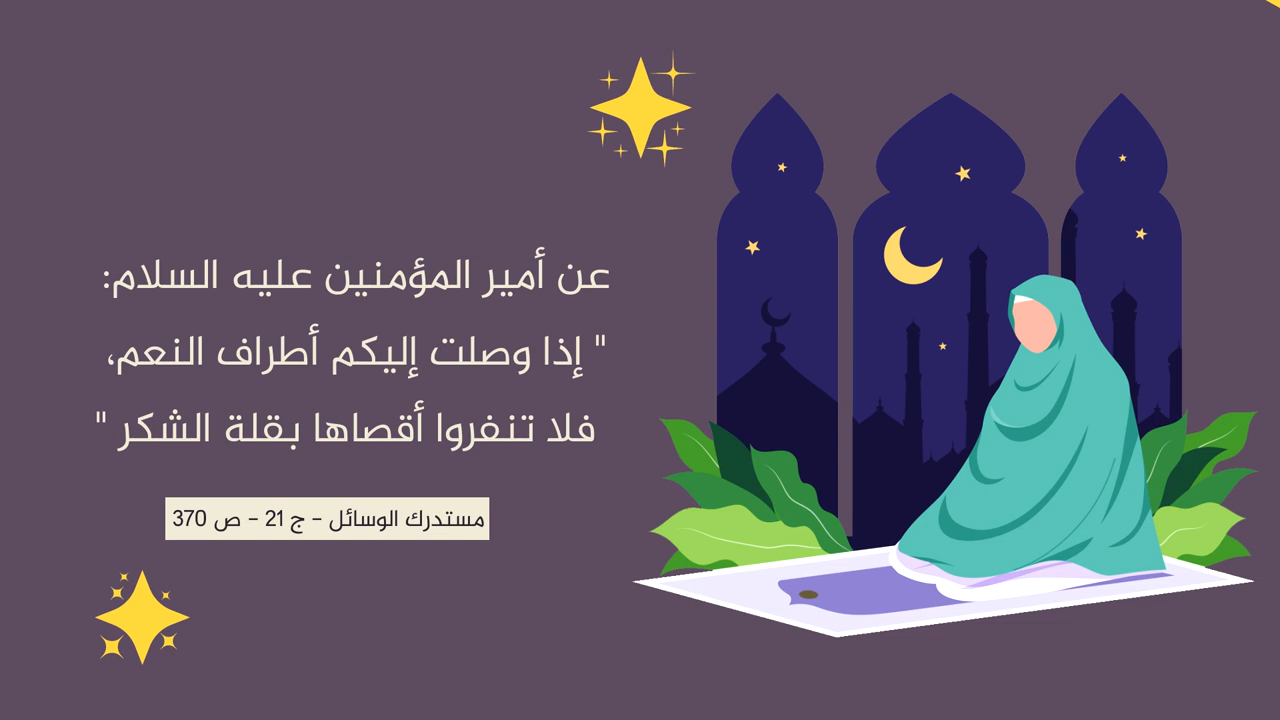 عن أمير المؤمنين عليه السلام:
" إذا وصلت إليكم أطراف النعم،
فلا تنفروا أقصاها بقلة الشكر "
مستدرك الوسائل - ج 21 - ص 370